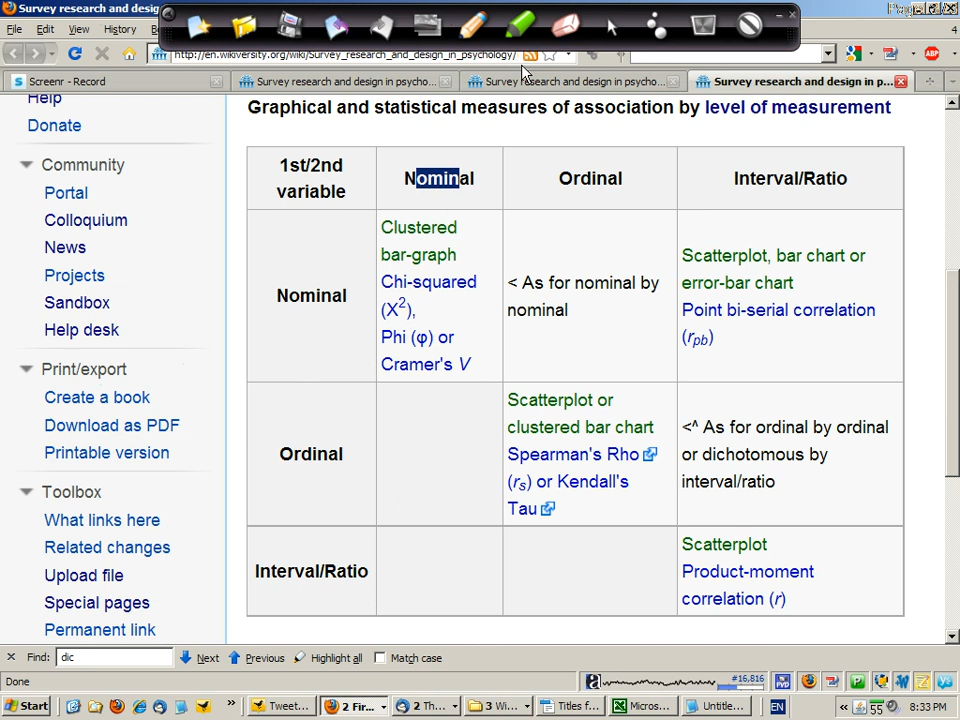 Survey research and d
File Edit View History
http://en.wikiversity.org/wiki/Survey_research_and_design_in_psychology/
ABP
Screenr - Record
Survey research and design in psycho...
Survey research and design in psycho...
Survey research and design in p...
Help
Donate
Community
Portal
Colloquium
News
Projects
Sandbox
Help desk
Print/export
Create a book
Download as PDF
Printable version
Toolbox
What links here
Related changes
Upload file
Special pages
Permanent link
Graphical and statistical measures of association by level of measurement
1st/2nd variable
Nominal
Ordinal
Interval/Ratio
Nominal
Clustered
bar-graph
Chi-squared
(Χ2),
Phi (φ) or
Cramer's V
< As for nominal by
nominal
Scatterplot, bar chart or
error-bar chart
Point bi-serial correlation
(rpb)
Ordinal
Scatterplot or
clustered bar chart
Spearman's Rho
(rs) or Kendall's
Tau
<^ As for ordinal by ordinal
or dichotomous by
interval/ratio
Interval/Ratio
Scatterplot
Product-moment
correlation (r)
Find: dic Next Previous Highlight all Match case
Done
#16,816
Start
Tweet...
2 Fir...
2 Th...
3 Wi...
Titles f...
Micros...
Untitle...
EN
55
8:33 PM